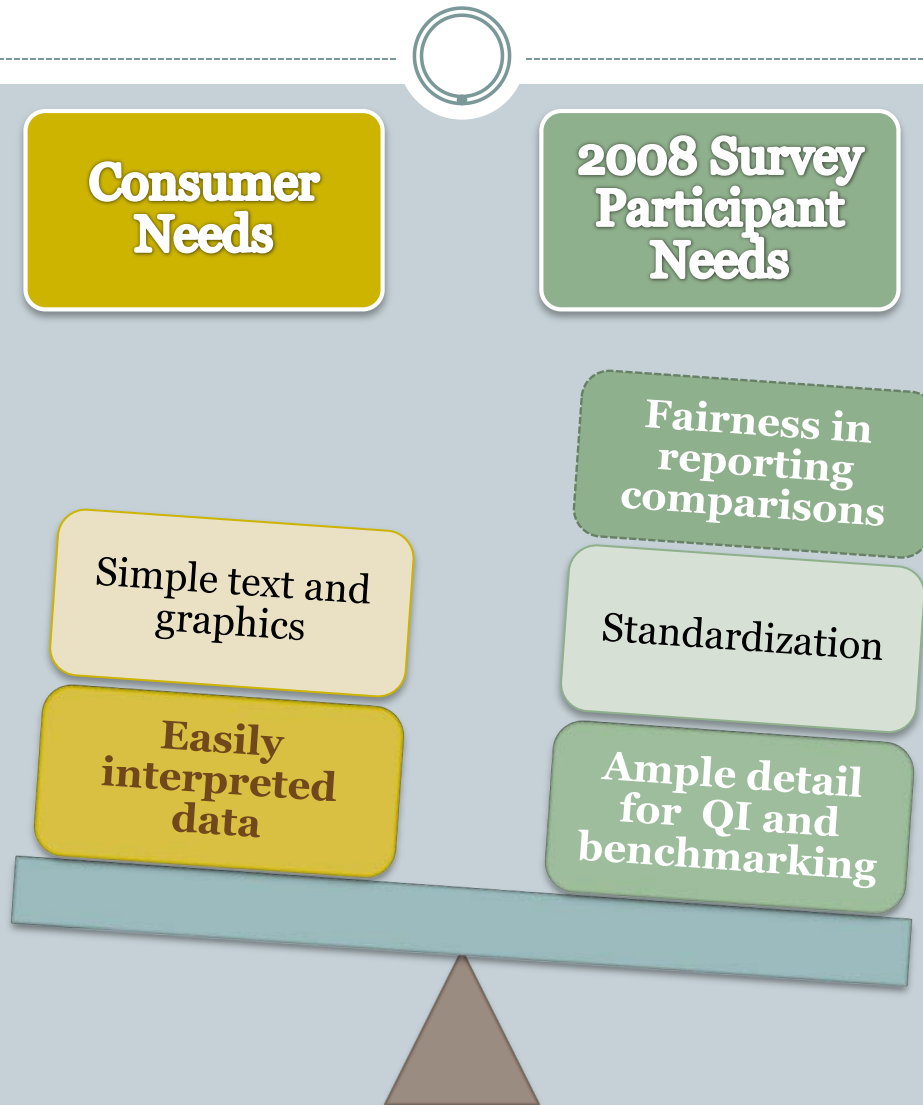 Consumer
Needs
2008 Survey
Participant
Needs
Simple text and
graphics
Easily
interpreted
data
Fairness in
reporting
comparisons
Standardization
Ample detail
for  QI and
benchmarking